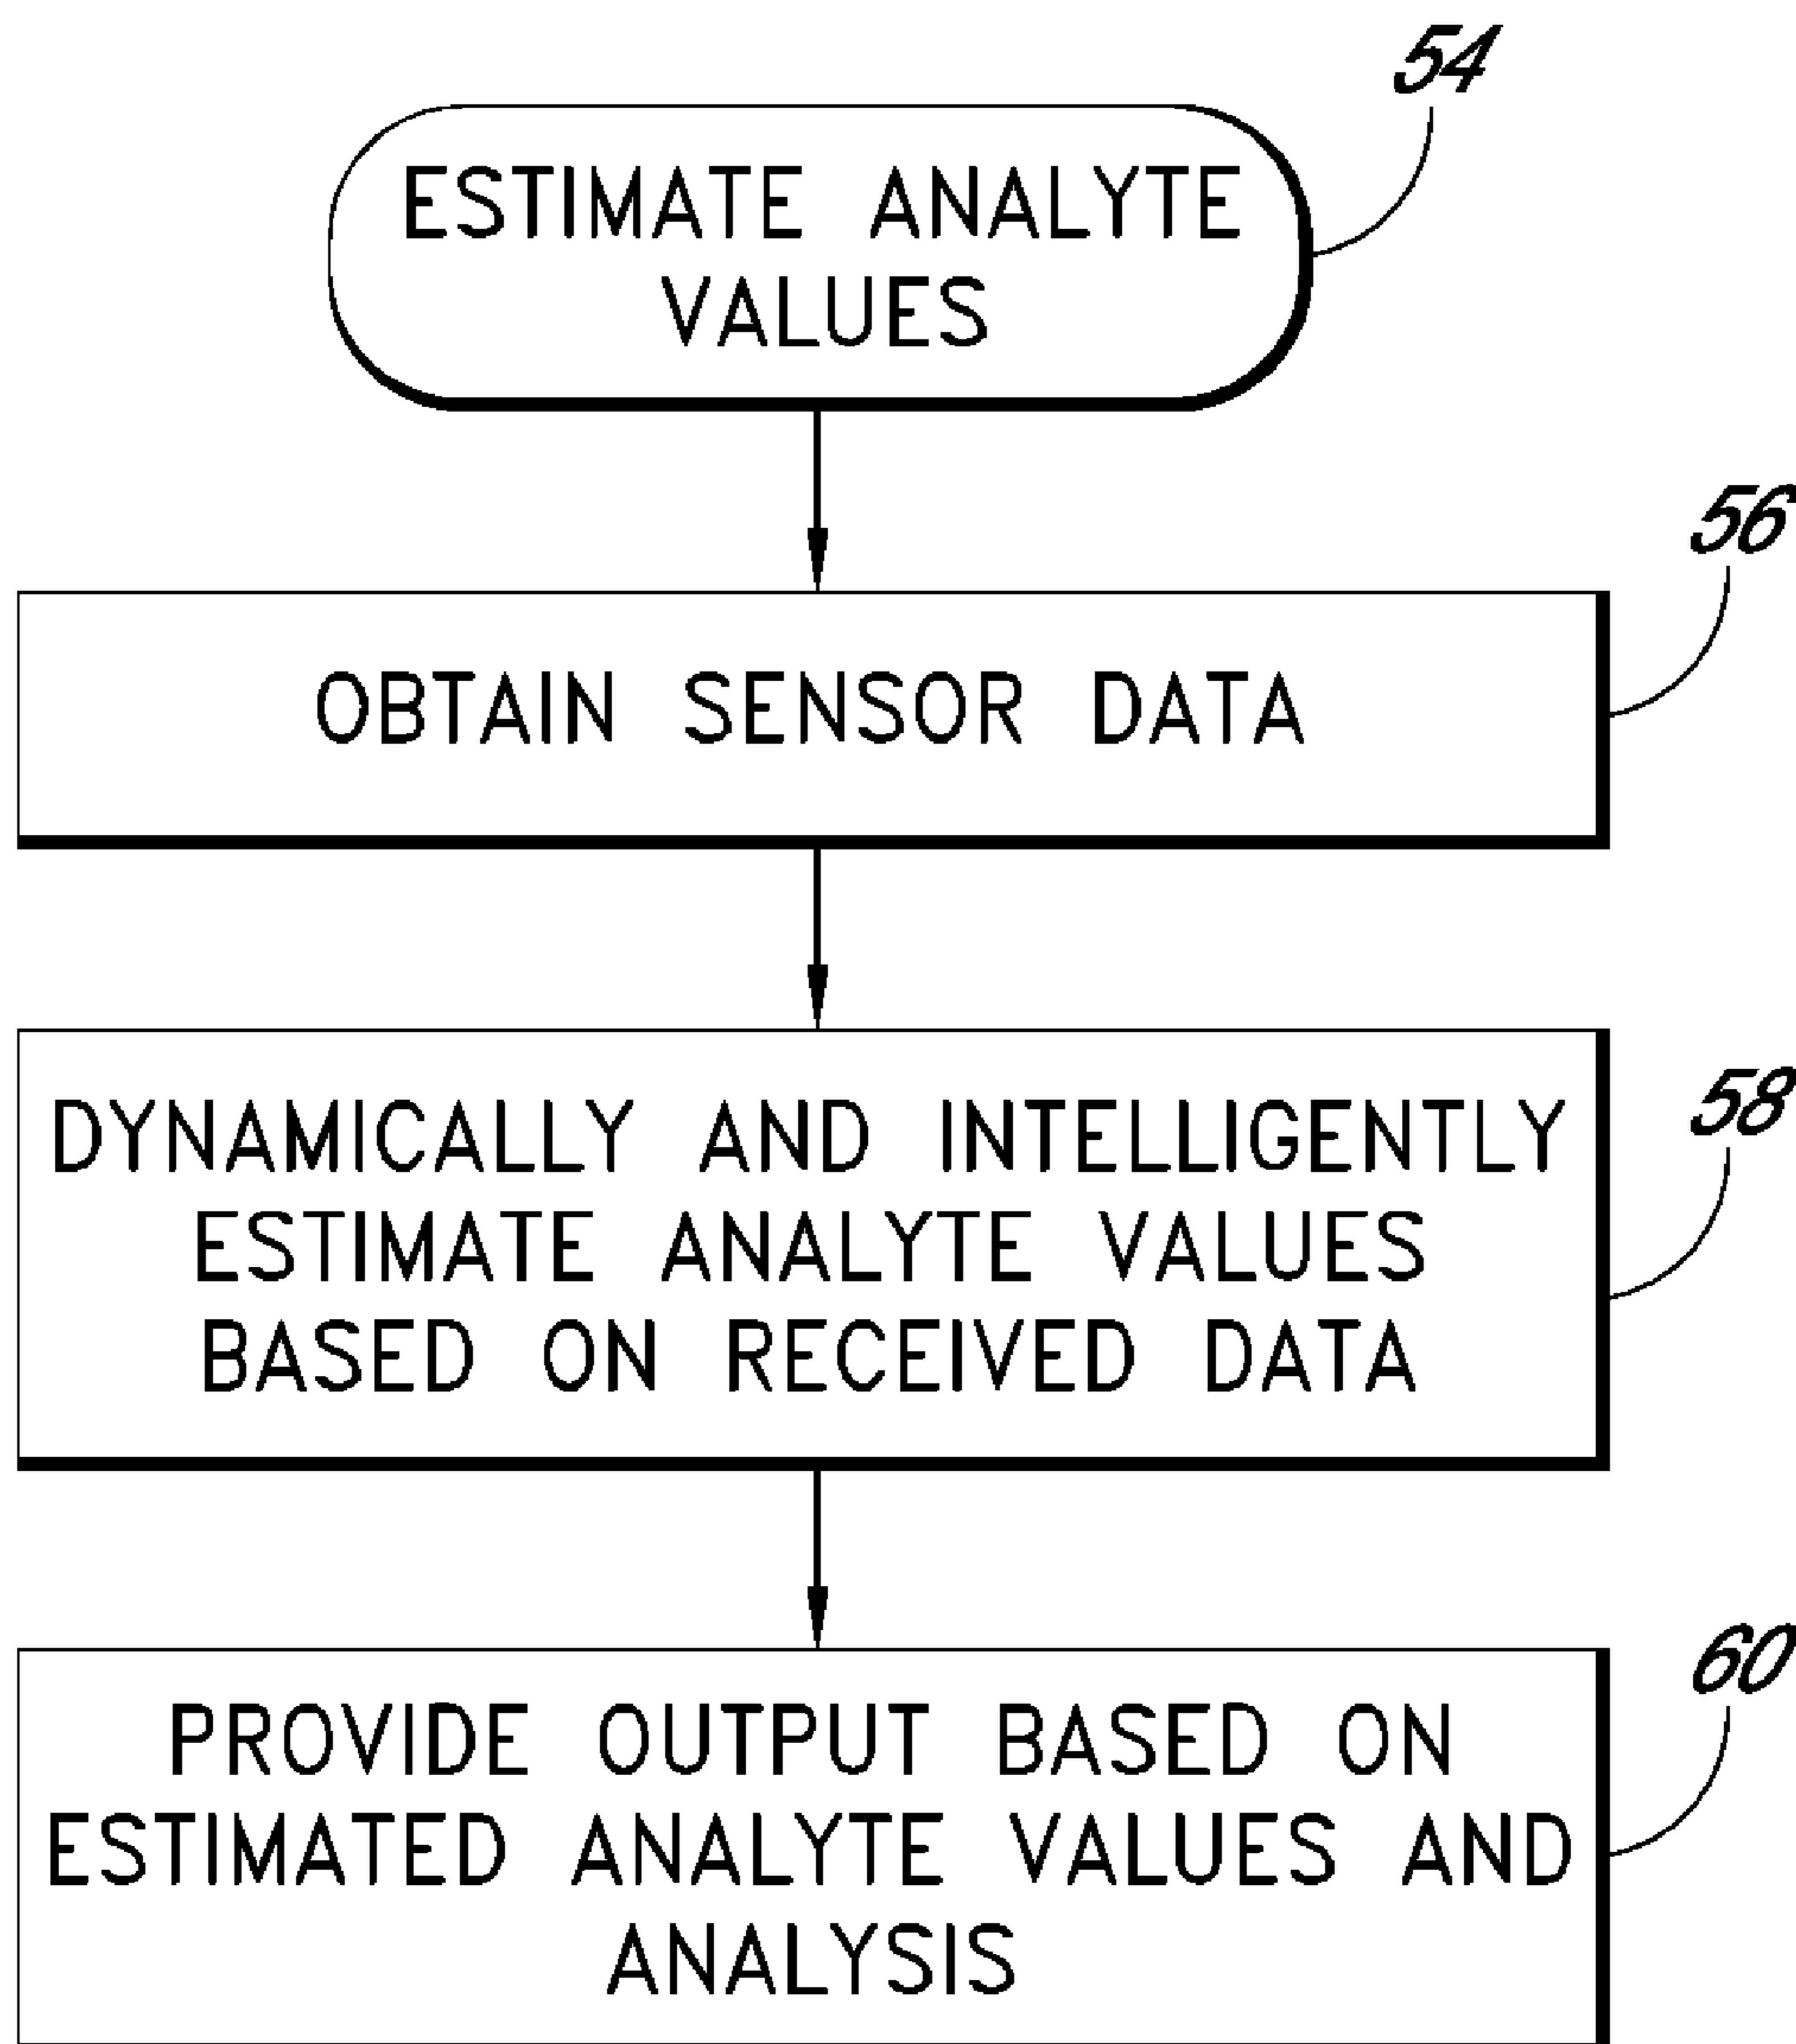 54
ESTIMATE ANALYTE
VALUES
56
OBTAIN SENSOR DATA
58
DYNAMICALLY AND INTELLIGENTLY
ESTIMATE ANALYTE VALUES
BASED ON RECEIVED DATA
60
PROVIDE OUTPUT BASED ON
ESTIMATED ANALYTE VALUES AND
ANALYSIS